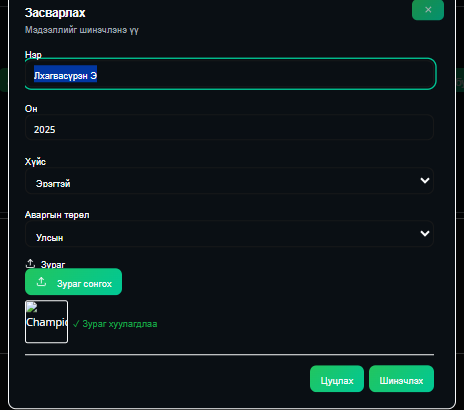 Засварлах
×
Мэдээллийг шинэчлэнэ үү
Нэр
Лхагвасүрэн Э
Он
2025
Хүйс
Эрэгтэй
Аваргын төрөл
Улсын
Зураг
Зураг сонгох
Champio
✓ Зураг хуулагдлаа
Цуцлах
Шинэчлэх